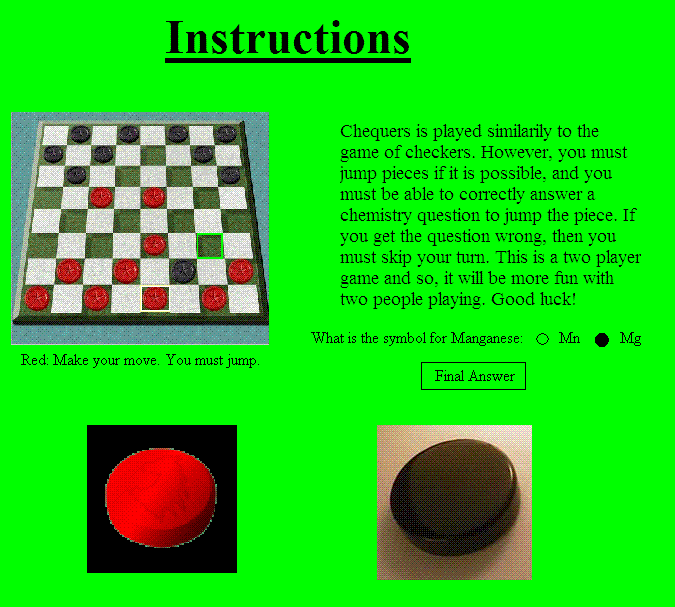 Instructions
Chequers is played similarily to the
game of checkers. However, you must
jump pieces if it is possible, and you
must be able to correctly answer a
chemistry question to jump the piece. If
you get the question wrong, then you
must skip your turn. This is a two player
game and so, it will be more fun with
two people playing. Good luck!
What is the symbol for Manganese: Mn Mg
Red: Make your move. You must jump.
Final Answer